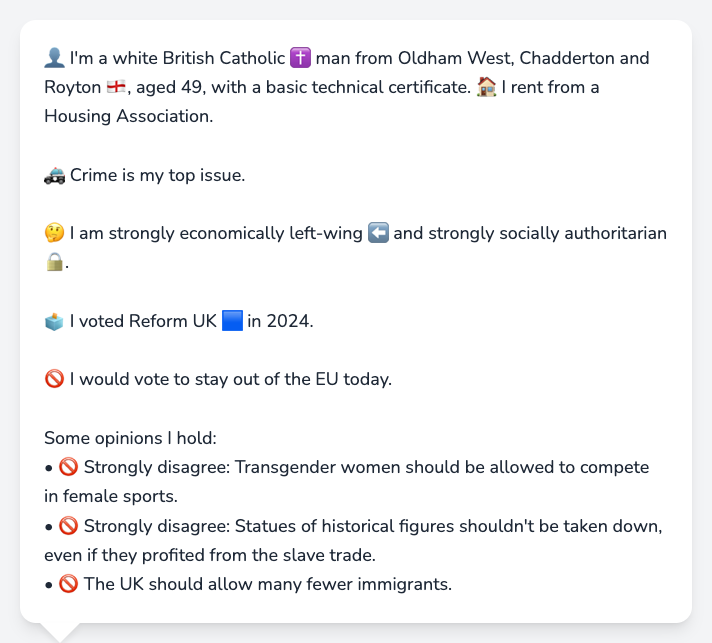 👤 I'm a white British Catholic ✝️ man from Oldham West, Chadderton and
Royton 🏴󠁧󠁢󠁥󠁮󠁧󠁿, aged 49, with a basic technical certificate. 🏠 I rent from a
Housing Association.
🚓 Crime is my top issue.
🤔 I am strongly economically left-wing ⬅️ and strongly socially authoritarian
🔒.
🗳️ I voted Reform UK 🟦 in 2024.
🚫 I would vote to stay out of the EU today.
Some opinions I hold:
• 🚫 Strongly disagree: Transgender women should be allowed to compete
in female sports.
• 🚫 Strongly disagree: Statues of historical figures shouldn't be taken down,
even if they profited from the slave trade.
• 🚫 The UK should allow many fewer immigrants.